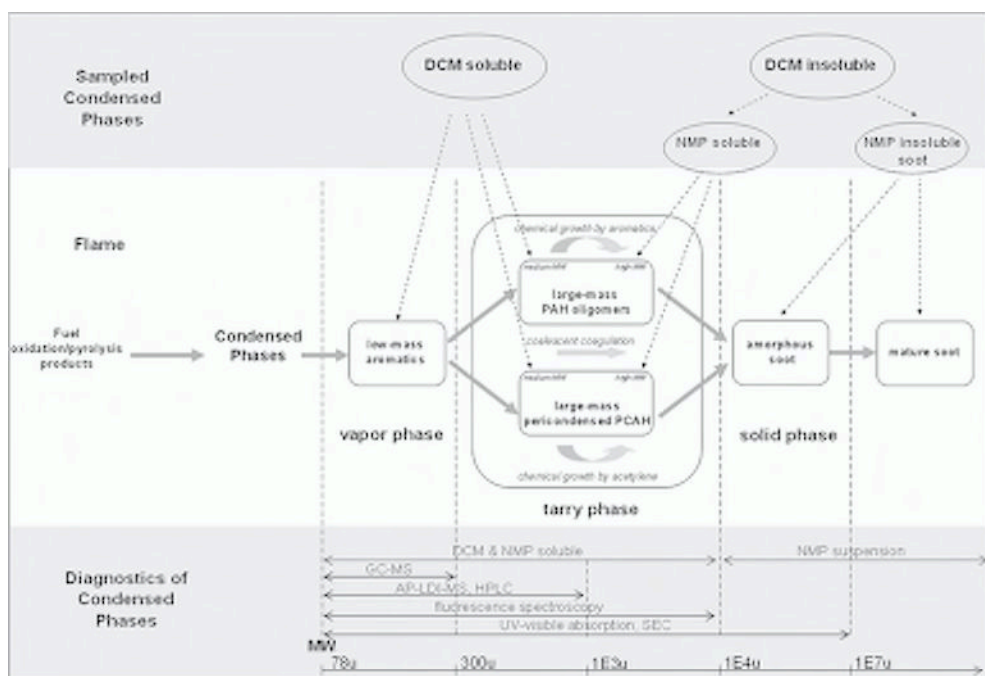 Sampled
Condensed
Phases
DCM soluble
DCM insoluble
NMP soluble
NMP insoluble
soot
Flame
chemical growth by aromatics
medium-MW
high-MW
large-mass
PAH oligomers
Fuel
oxidation/pyrolysis
products
Condensed
Phases
low-mass
aromatics
coalescent coagulation
amorphous
soot
mature soot
medium-MW
high-MW
large-mass
pericondensed PCAH
vapor phase
solid phase
chemical growth by acetylene
tarry phase
Diagnostics of
Condensed
Phases
DCM & NMP soluble
NMP suspension
GC-MS
AP-LDI-MS, HPLC
fluorescence spectroscopy
UV-visible absorption, SEC
MW
78u
300u
1E3u
1E4u
1E7u